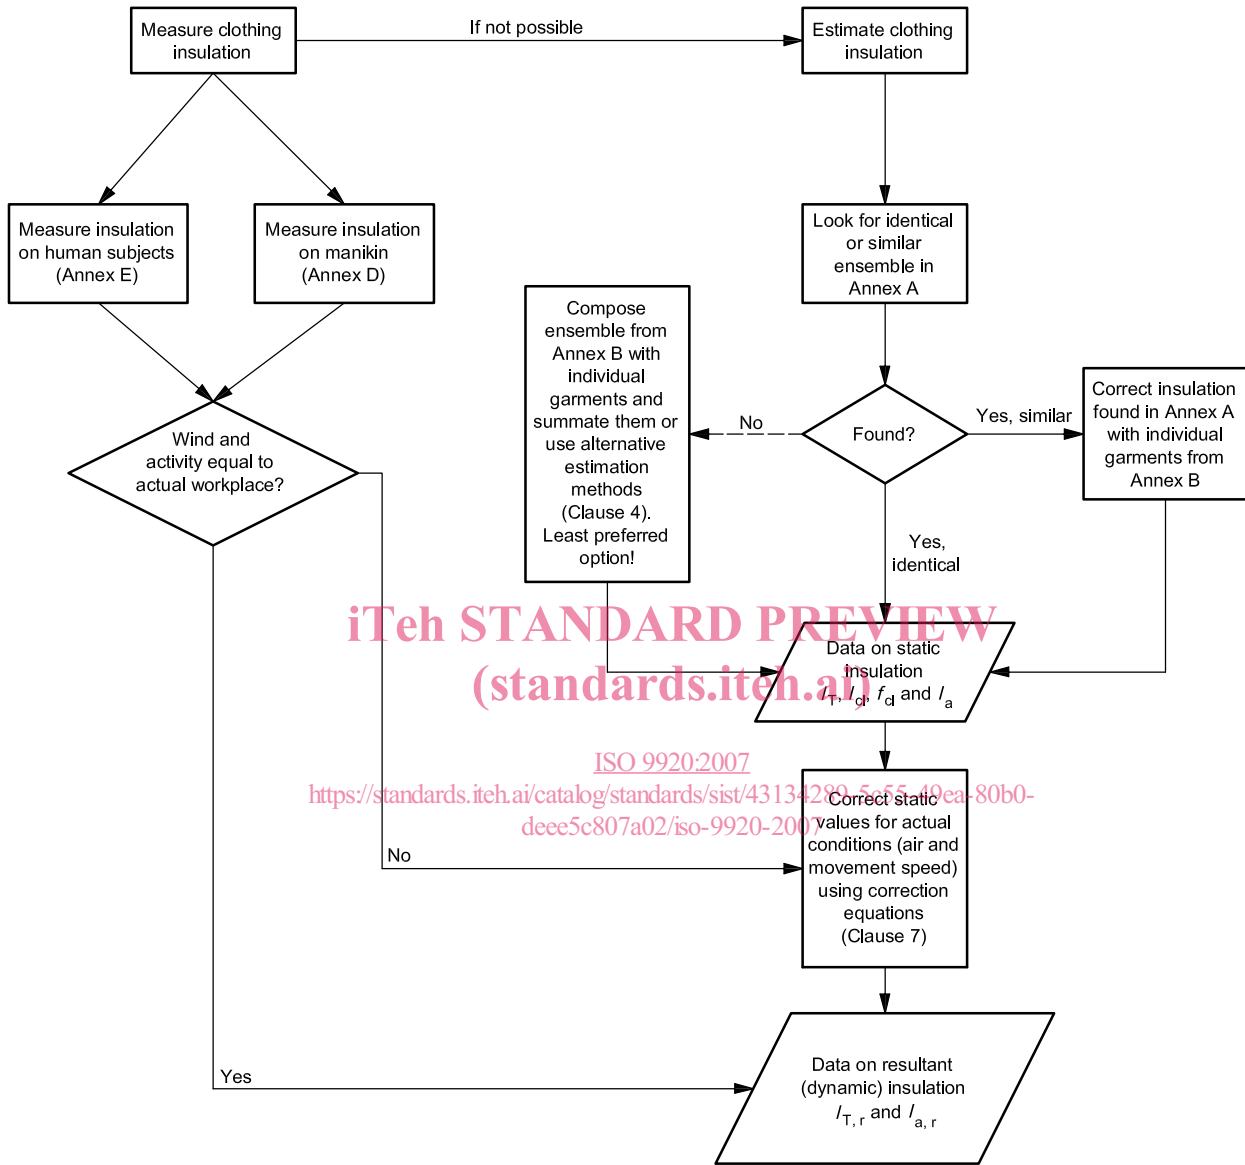 Measure clothing
insulation
If not possible
Estimate clothing
insulation
Measure insulation
on human subjects
(Annex E)
Measure insulation
on manikin
(Annex D)
Look for identical
or similar
ensemble in
Annex A
Compose
ensemble from
Annex B with
individual
garments and
summate them or
use alternative
estimation
methods
(Clause 4).
Least preferred
option!
No
Found?
Yes, similar
Correct insulation
found in Annex A
with individual
garments from
Annex B
Wind and
activity equal to
actual workplace?
Yes,
identical
iTeh STANDARD PREVIEW
(standards.iteh.ai)
Data on static
insulation
I_T, I_cl, f_cl and I_a
ISO 9920:2007
https://standards.iteh.ai/catalog/standards/sist/43134289-5e55-49ea-80b0-
deee5c807a02/iso-9920-2007
Correct static
values for actual
conditions (air and
movement speed)
using correction
equations
(Clause 7)
No
Yes
Data on resultant
(dynamic) insulation
I_T, r and I_a, r